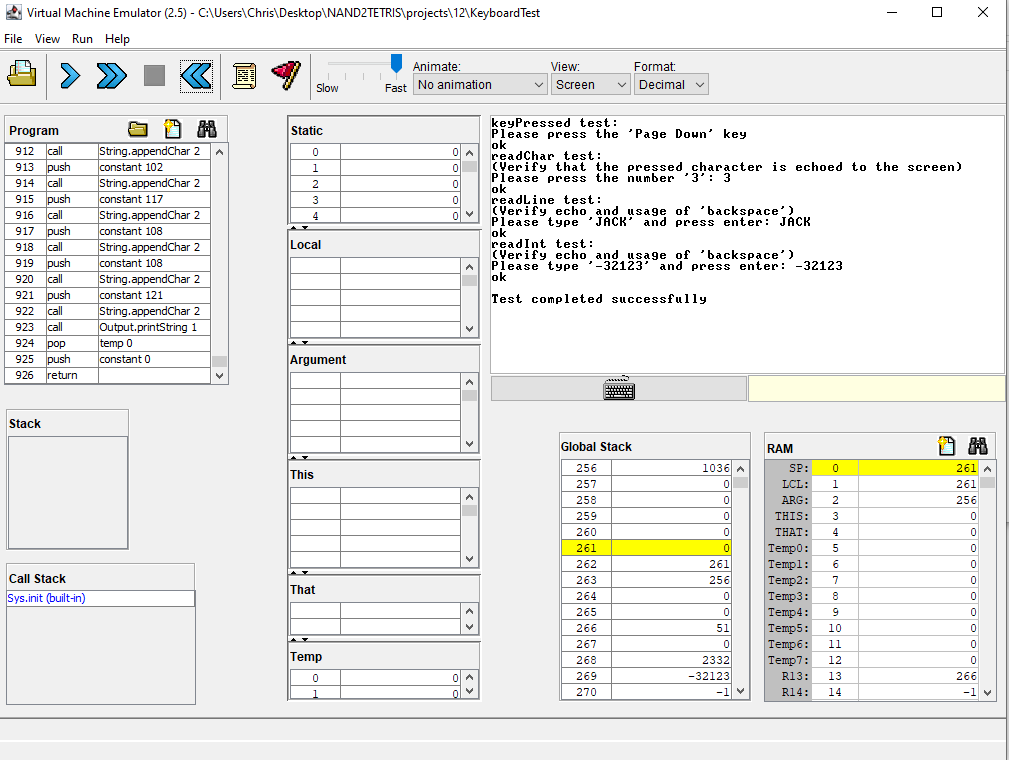 Virtual Machine Emulator (2.5) - C:\Users\Chris\Desktop\NAND2TETRIS\projects\12\KeyboardTest
File View Run Help
Slow Fast
Animate: View: Format:
No animation Screen Decimal
Program
912 call String.appendChar 2
913 push constant 102
914 call String.appendChar 2
915 push constant 117
916 call String.appendChar 2
917 push constant 108
918 call String.appendChar 2
919 push constant 108
920 call String.appendChar 2
921 push constant 121
922 call String.appendChar 2
923 call Output.printString 1
924 pop temp 0
925 push constant 0
926 return
Stack
Call Stack
Sys.init (built-in)
Static
0 0
1 0
2 0
3 0
4 0
Local
Argument
This
That
Temp
0 0
1 0
keyPressed test:
Please press the 'Page Down' key
ok
readChar test:
(Verify that the pressed character is echoed to the screen)
Please press the number '3': 3
ok
readLine test:
(Verify echo and usage of 'backspace')
Please type 'JACK' and press enter: JACK
ok
readInt test:
(Verify echo and usage of 'backspace')
Please type '-32123' and press enter: -32123
ok
Test completed successfully
Global Stack
256 1036
257 0
258 0
259 0
260 0
261 0
262 261
263 256
264 0
265 0
266 51
267 0
268 2332
269 -32123
270 -1
RAM
SP: 0 261
LCL: 1 261
ARG: 2 256
THIS: 3 0
THAT: 4 0
Temp0: 5 0
Temp1: 6 0
Temp2: 7 0
Temp3: 8 0
Temp4: 9 0
Temp5: 10 0
Temp6: 11 0
Temp7: 12 0
R13: 13 266
R14: 14 -1